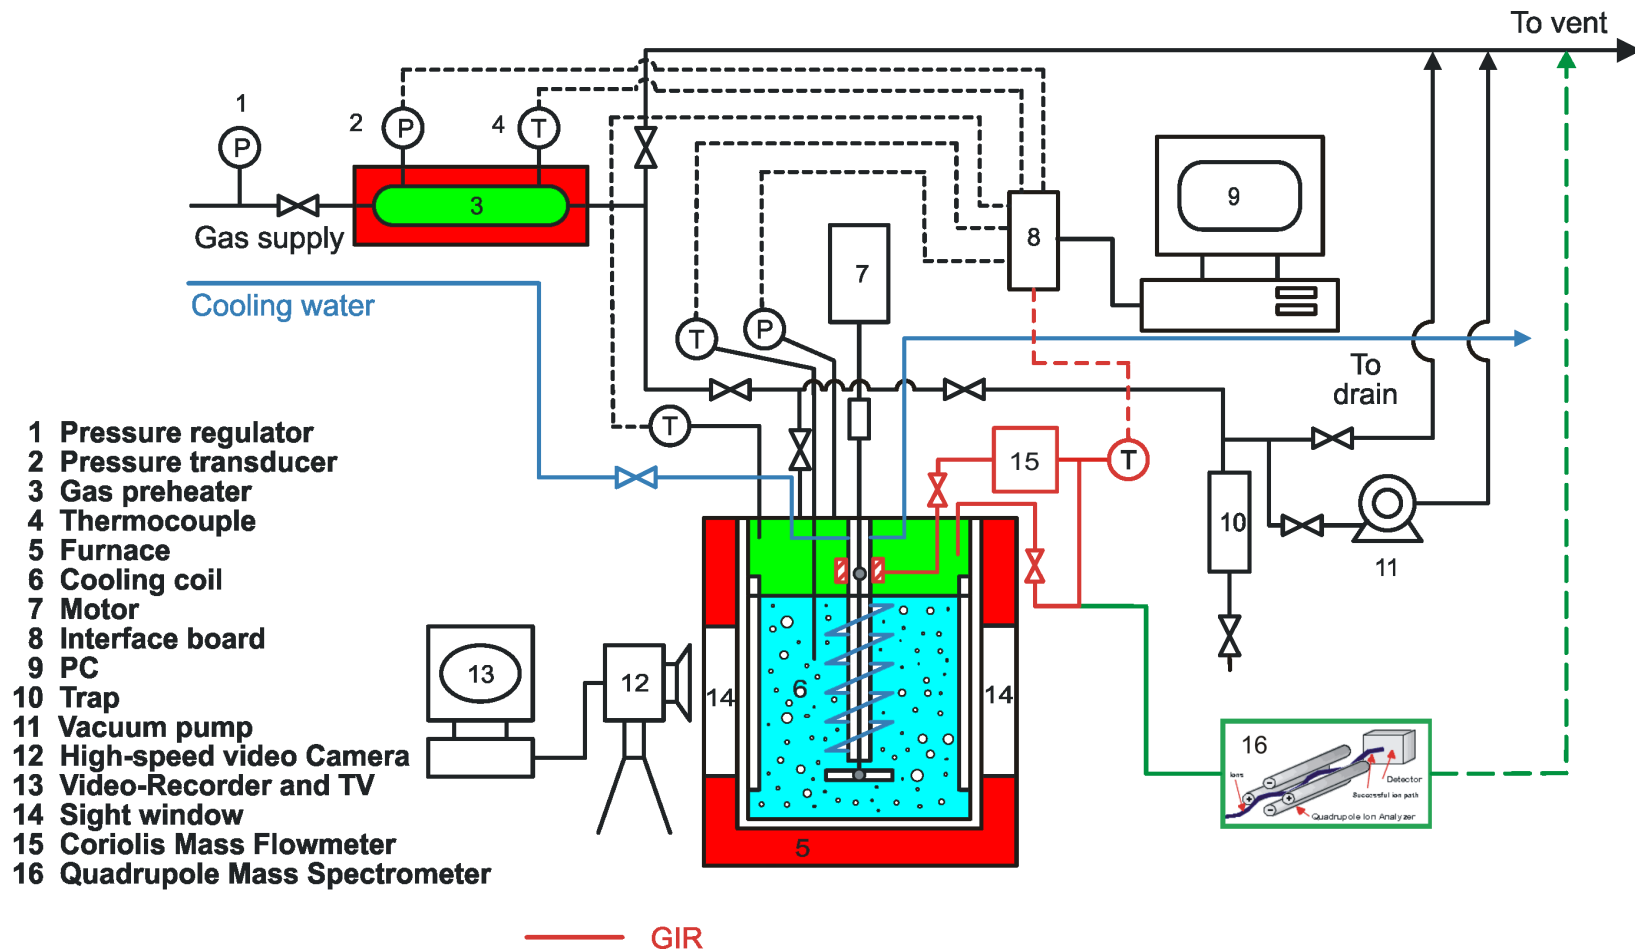 To vent
1
P
2
P
4
T
3
Gas supply
Cooling water
T
P
7
8
9
To
drain
T
15
T
10
11
1 Pressure regulator
2 Pressure transducer
3 Gas preheater
4 Thermocouple
5 Furnace
6 Cooling coil
7 Motor
8 Interface board
9 PC
10 Trap
11 Vacuum pump
12 High-speed video Camera
13 Video-Recorder and TV
14 Sight window
15 Coriolis Mass Flowmeter
16 Quadrupole Mass Spectrometer
13
12
14
6
14
5
16
Ions
Detector
Successful ion path
Quadrupole Ion Analyzer
GIR